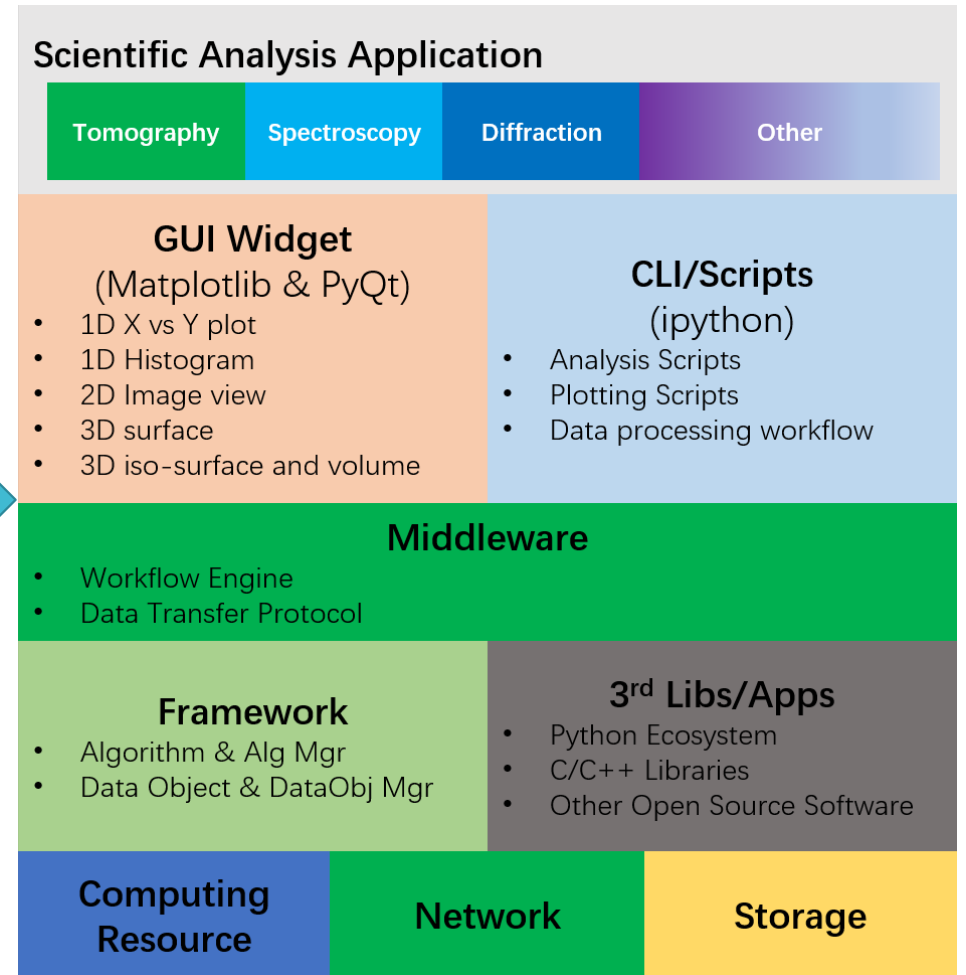 Scientific Analysis Application
Tomography
Spectroscopy
Diffraction
Other
GUI Widget
(Matplotlib & PyQt)
• 1D X vs Y plot
• 1D Histogram
• 2D Image view
• 3D surface
• 3D iso-surface and volume
CLI/Scripts
(ipython)
• Analysis Scripts
• Plotting Scripts
• Data processing workflow
Middleware
• Workflow Engine
• Data Transfer Protocol
Framework
• Algorithm & Alg Mgr
• Data Object & DataObj Mgr
3rd Libs/Apps
• Python Ecosystem
• C/C++ Libraries
• Other Open Source Software
Computing
Resource
Network
Storage